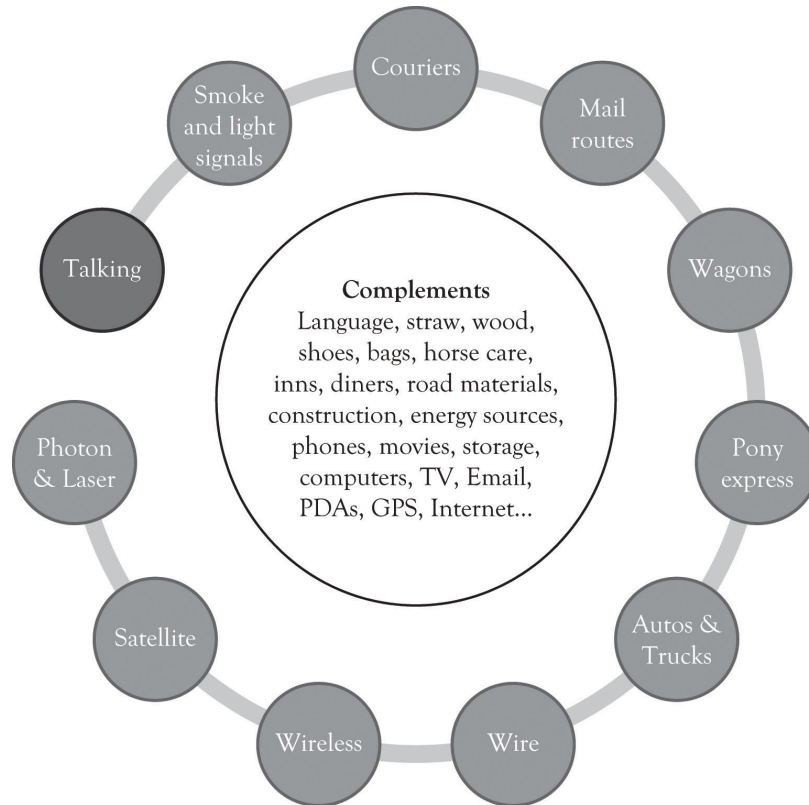 Talking
Smoke
and light
signals
Couriers
Mail
routes
Wagons
Pony
express
Autos &
Trucks
Wire
Wireless
Satellite
Photon
& Laser
Complements
Language, straw, wood,
shoes, bags, horse care,
inns, diners, road materials,
construction, energy sources,
phones, movies, storage,
computers, TV, Email,
PDAs, GPS, Internet...